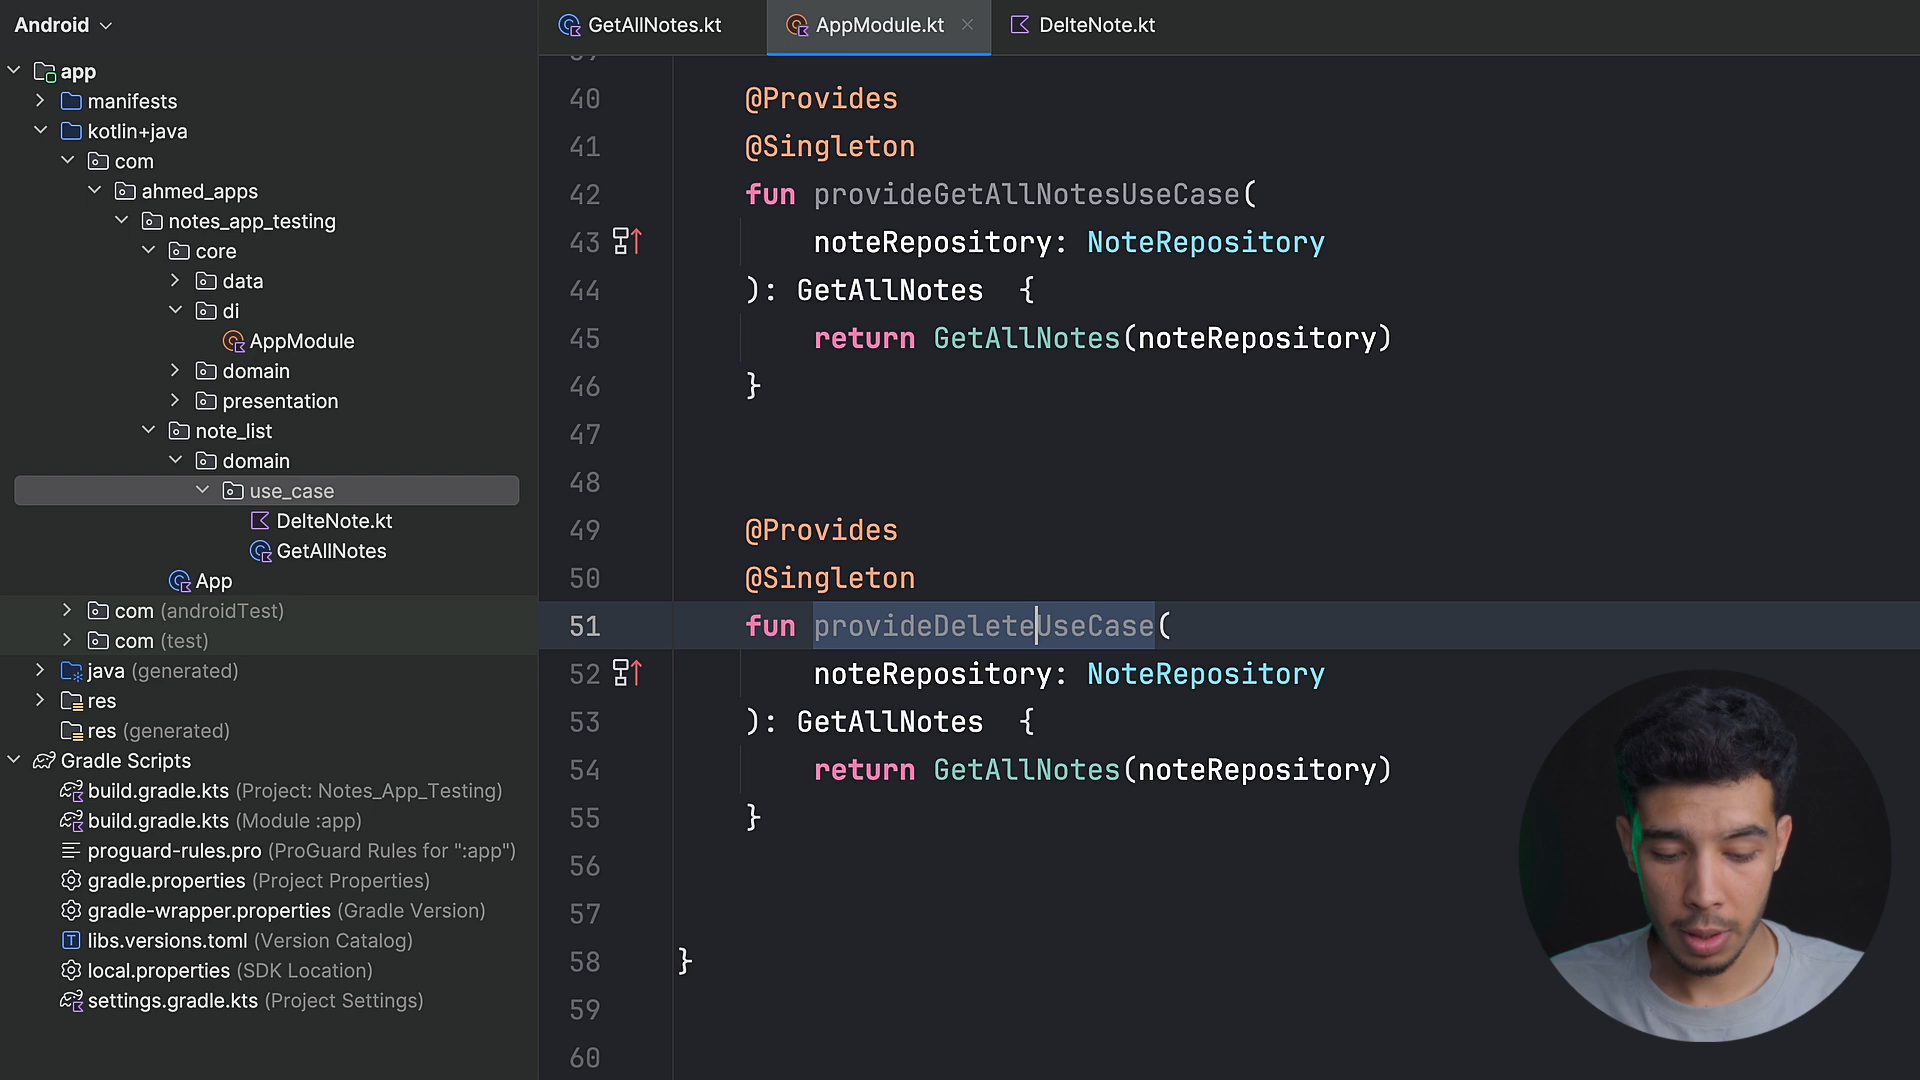 Android
GetAllNotes.kt
AppModule.kt
DelteNote.kt
app
manifests
kotlin+java
com
ahmed_apps
notes_app_testing
core
data
di
AppModule
domain
presentation
note_list
domain
use_case
DelteNote.kt
GetAllNotes
App
com (androidTest)
com (test)
java (generated)
res
res (generated)
Gradle Scripts
build.gradle.kts (Project: Notes_App_Testing)
build.gradle.kts (Module :app)
proguard-rules.pro (ProGuard Rules for ":app")
gradle.properties (Project Properties)
gradle-wrapper.properties (Gradle Version)
libs.versions.toml (Version Catalog)
local.properties (SDK Location)
settings.gradle.kts (Project Settings)
40 @Provides
41 @Singleton
42 fun provideGetAllNotesUseCase(
43 noteRepository: NoteRepository
44 ): GetAllNotes {
45 return GetAllNotes(noteRepository)
46 }
47
48
49 @Provides
50 @Singleton
51 fun provideDeleteUseCase(
52 noteRepository: NoteRepository
53 ): GetAllNotes {
54 return GetAllNotes(noteRepository)
55 }
56
57
58 }
59
60